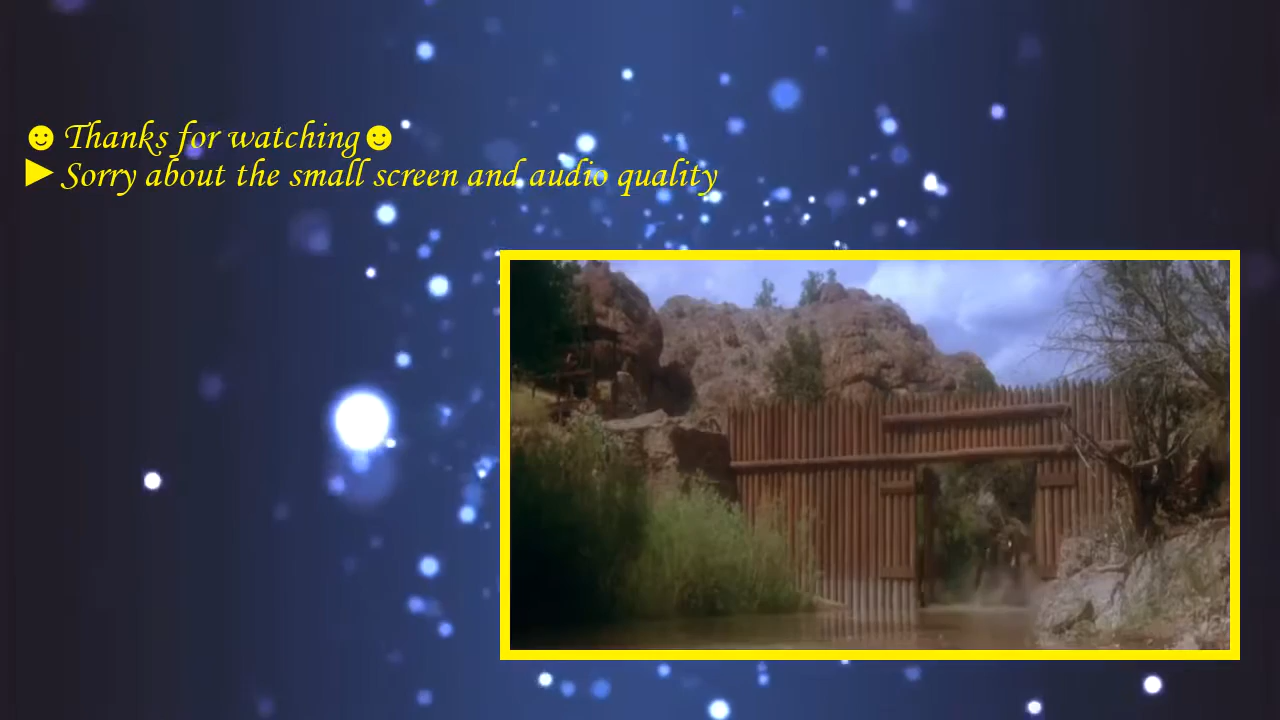 ☻Thanks for watching☻
►Sorry about the small screen and audio quality